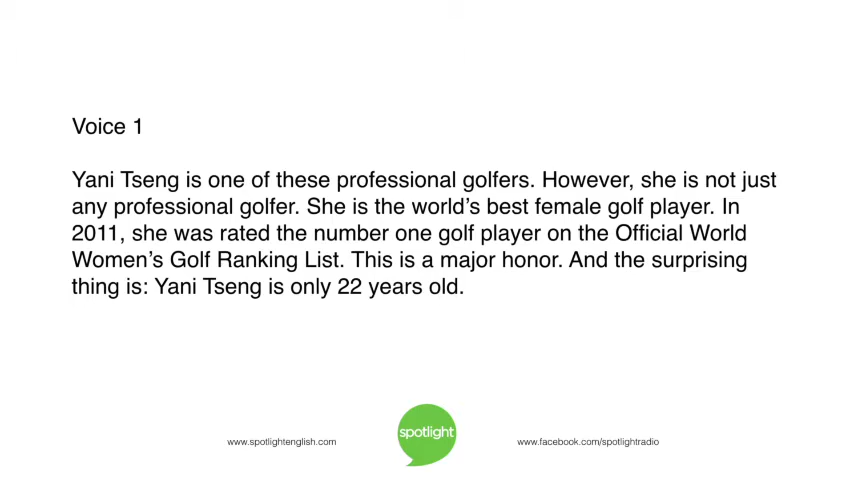 Voice 1
Yani Tseng is one of these professional golfers. However, she is not just
any professional golfer. She is the world’s best female golf player. In
2011, she was rated the number one golf player on the Official World
Women’s Golf Ranking List. This is a major honor. And the surprising
thing is: Yani Tseng is only 22 years old.
spotlight
www.spotlightenglish.com
www.facebook.com/spotlightradio